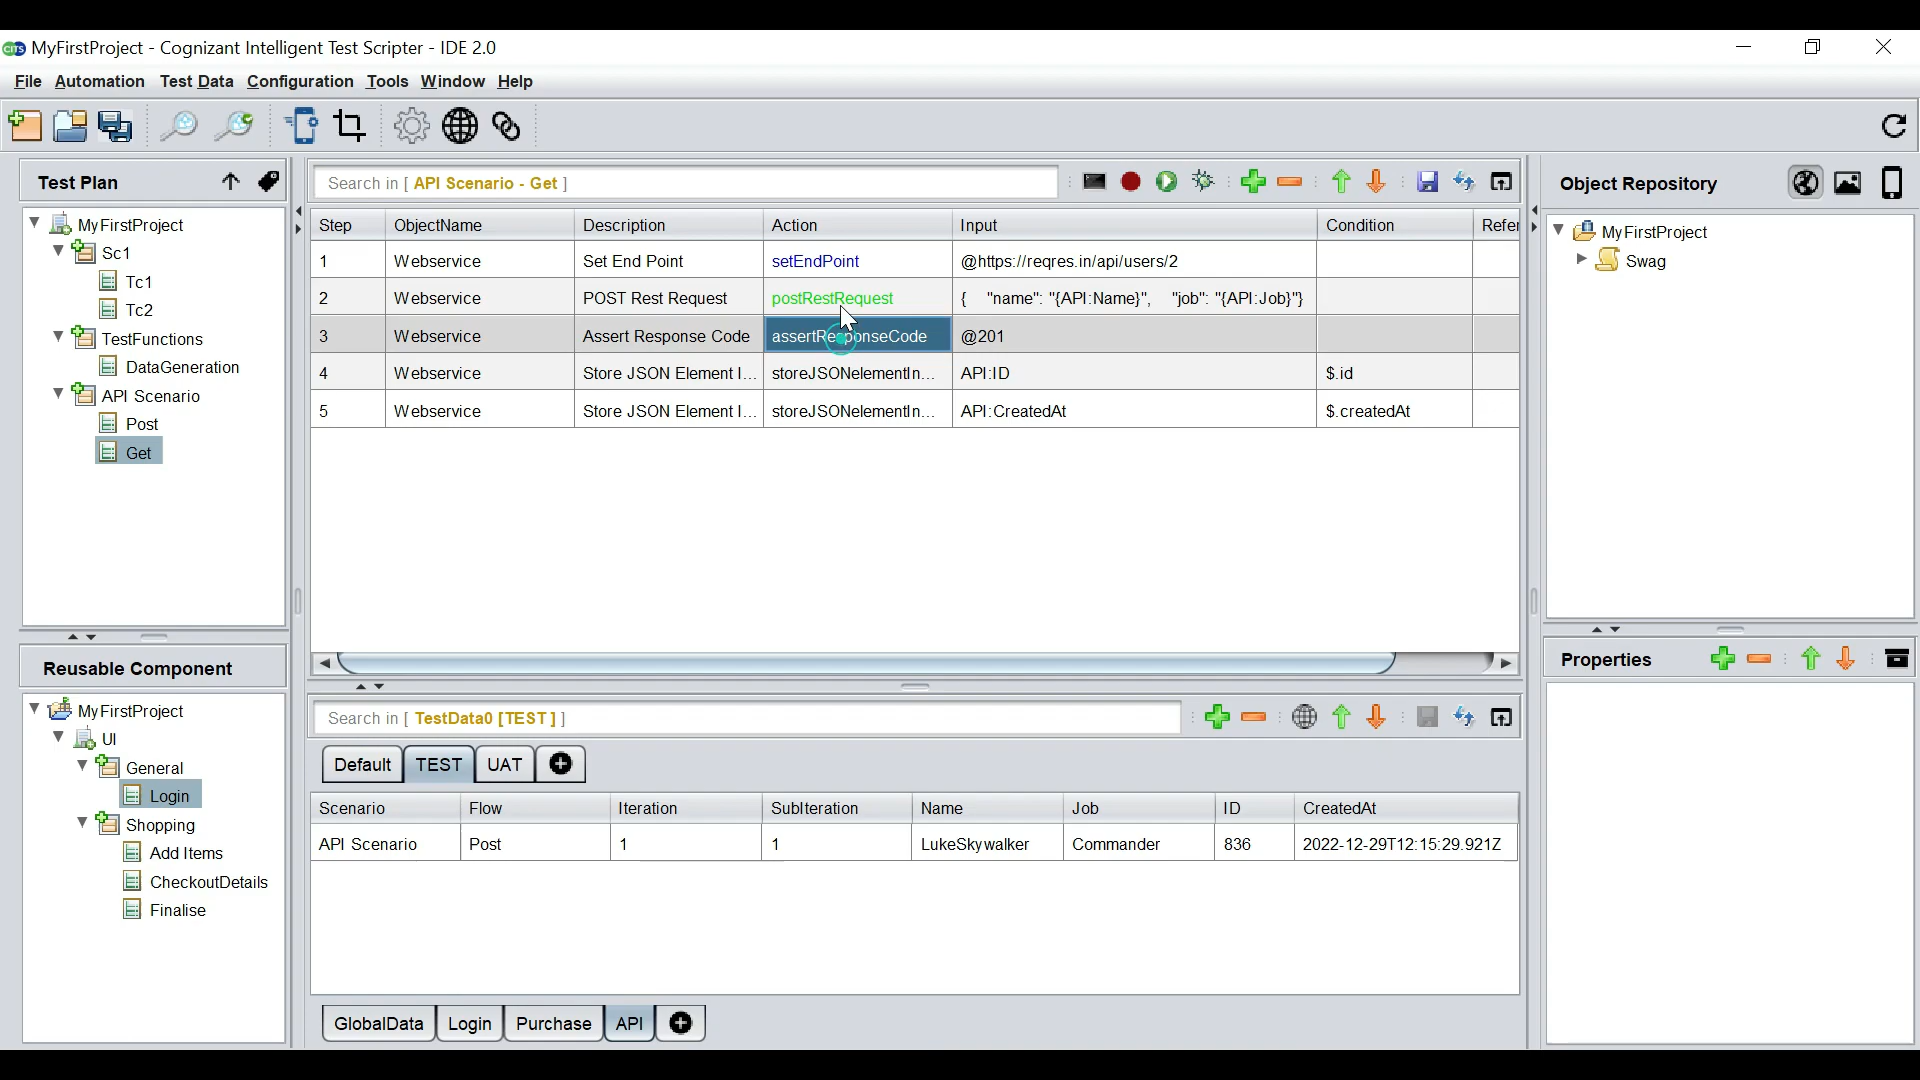 MyFirstProject - Cognizant Intelligent Test Scripter - IDE 2.0
File Automation Test Data Configuration Tools Window Help
Test Plan
MyFirstProject
Sc1
Tc1
Tc2
TestFunctions
DataGeneration
API Scenario
Post
Get
Search in [ API Scenario - Get ]
Step ObjectName Description Action Input Condition Refer
1 Webservice Set End Point setEndPoint @https://reqres.in/api/users/2
2 Webservice POST Rest Request postRestRequest { "name": "{API:Name}", "job": "{API:Job}"}
3 Webservice Assert Response Code assertResponseCode @201
4 Webservice Store JSON Element I... storeJSONelementIn... API:ID $.id
5 Webservice Store JSON Element I... storeJSONelementIn... API:CreatedAt $.createdAt
Object Repository
MyFirstProject
Swag
Reusable Component
MyFirstProject
UI
General
Login
Shopping
Add Items
CheckoutDetails
Finalise
Search in [ TestData0 [TEST] ]
Default TEST UAT
Scenario Flow Iteration SubIteration Name Job ID CreatedAt
API Scenario Post 1 1 LukeSkywalker Commander 836 2022-12-29T12:15:29.921Z
GlobalData Login Purchase API
Properties